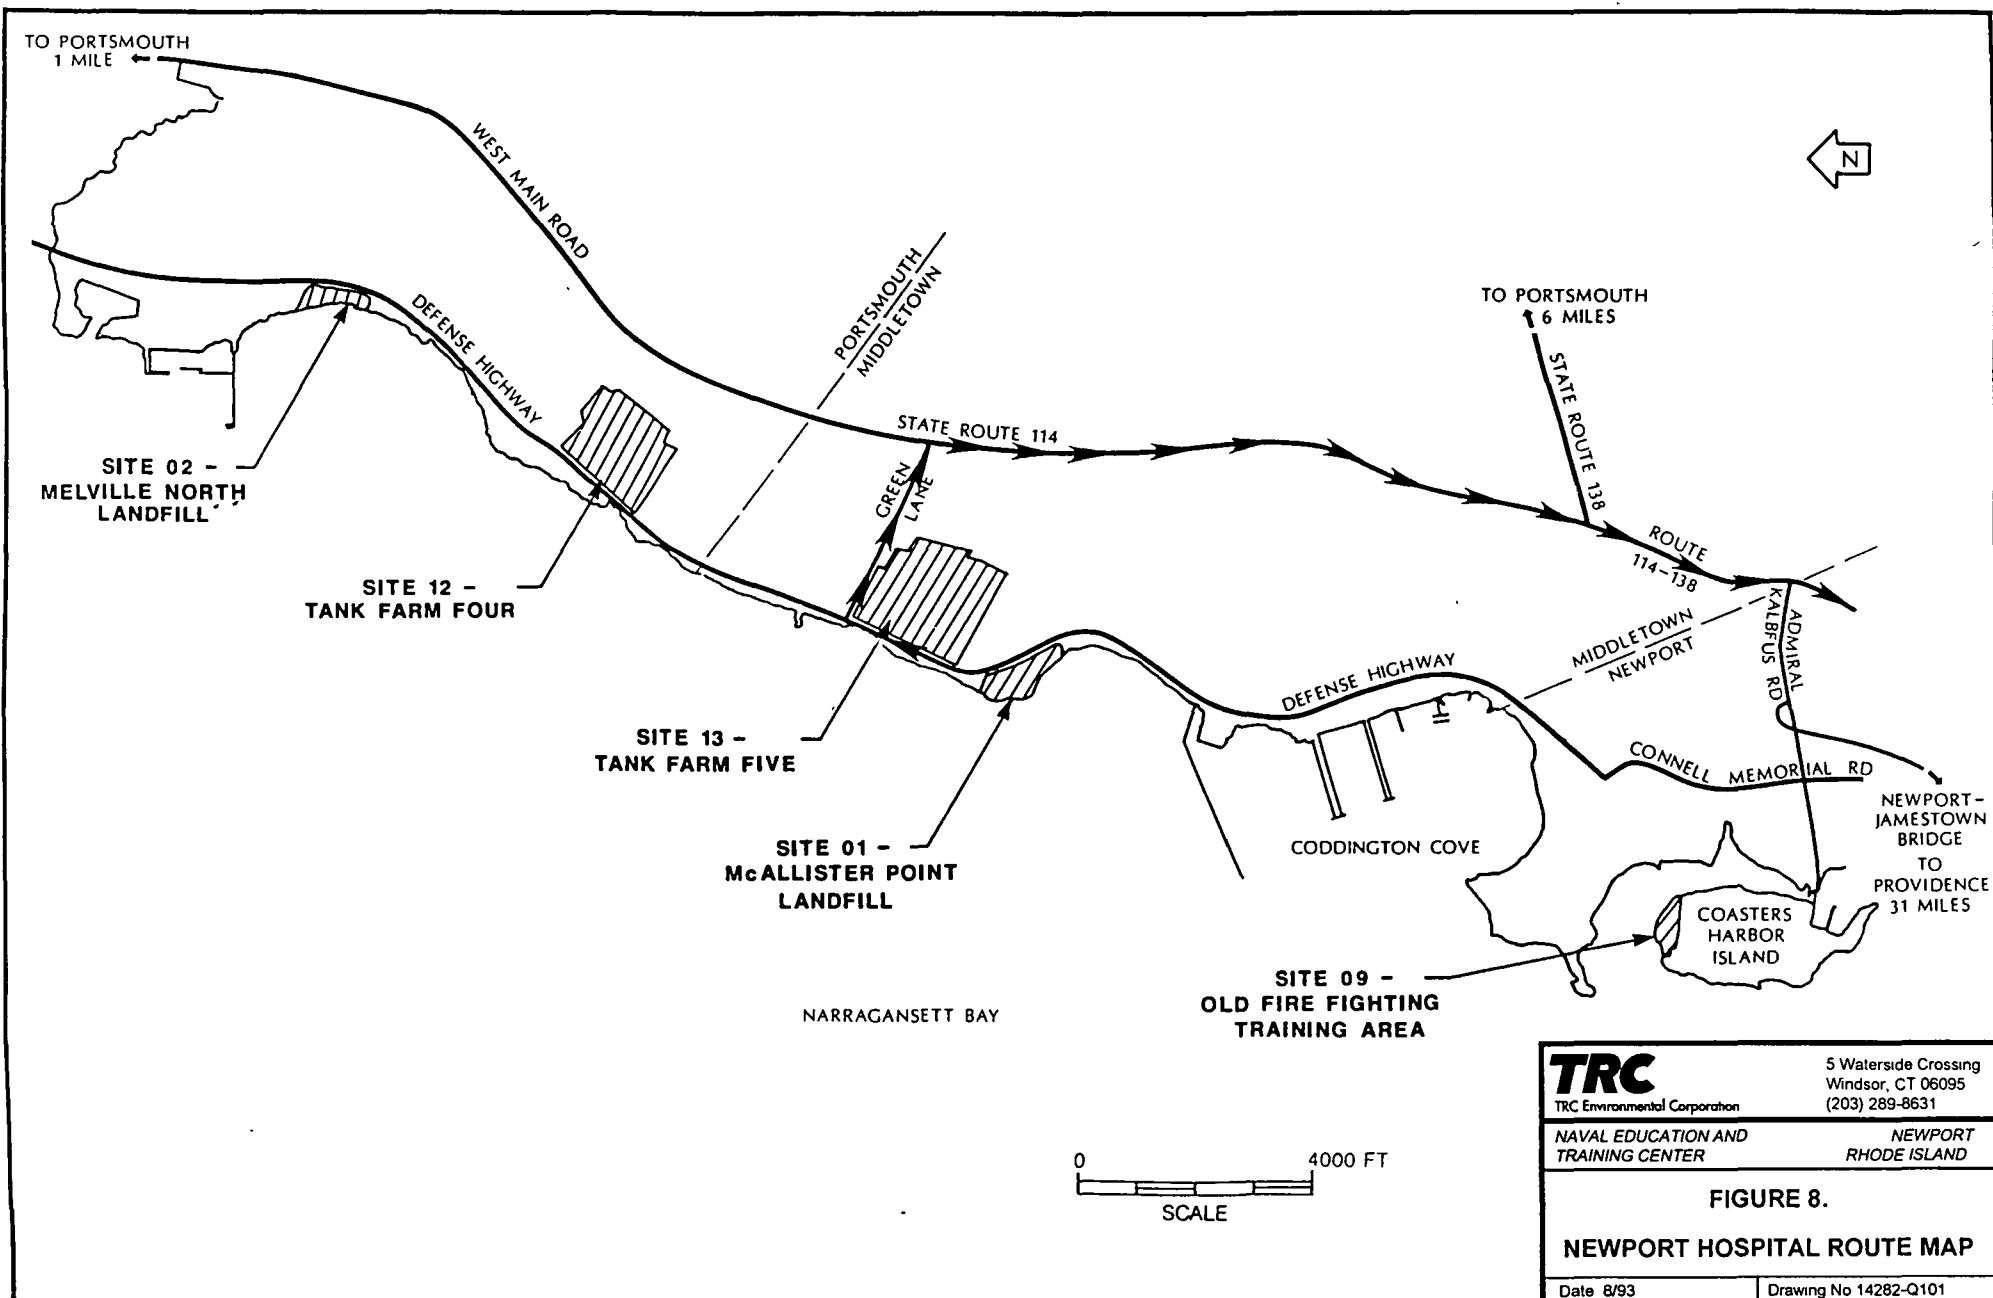 TO PORTSMOUTH
1 MILE
WEST MAIN ROAD
N
DEFENSE HIGHWAY
PORTSMOUTH
MIDDLETOWN
TO PORTSMOUTH
6 MILES
STATE ROUTE 138
STATE ROUTE 114
GREEN
LANE
SITE 02 -
MELVILLE NORTH
LANDFILL
SITE 12 -
TANK FARM FOUR
ROUTE
114-138
MIDDLETOWN
NEWPORT
ADMIRAL
KALBFUS RD
DEFENSE HIGHWAY
SITE 13 -
TANK FARM FIVE
CONNELL MEMORIAL RD
NEWPORT-
JAMESTOWN
BRIDGE
TO
PROVIDENCE
31 MILES
SITE 01 -
McALLISTER POINT
LANDFILL
CODDINGTON COVE
COASTERS
HARBOR
ISLAND
SITE 09 -
OLD FIRE FIGHTING
TRAINING AREA
NARRAGANSETT BAY
0 4000 FT
SCALE
TRC
TRC Environmental Corporation
5 Waterside Crossing
Windsor, CT 06095
(203) 289-8631
NAVAL EDUCATION AND
TRAINING CENTER
NEWPORT
RHODE ISLAND
FIGURE 8.
NEWPORT HOSPITAL ROUTE MAP
Date 8/93
Drawing No 14282-Q101